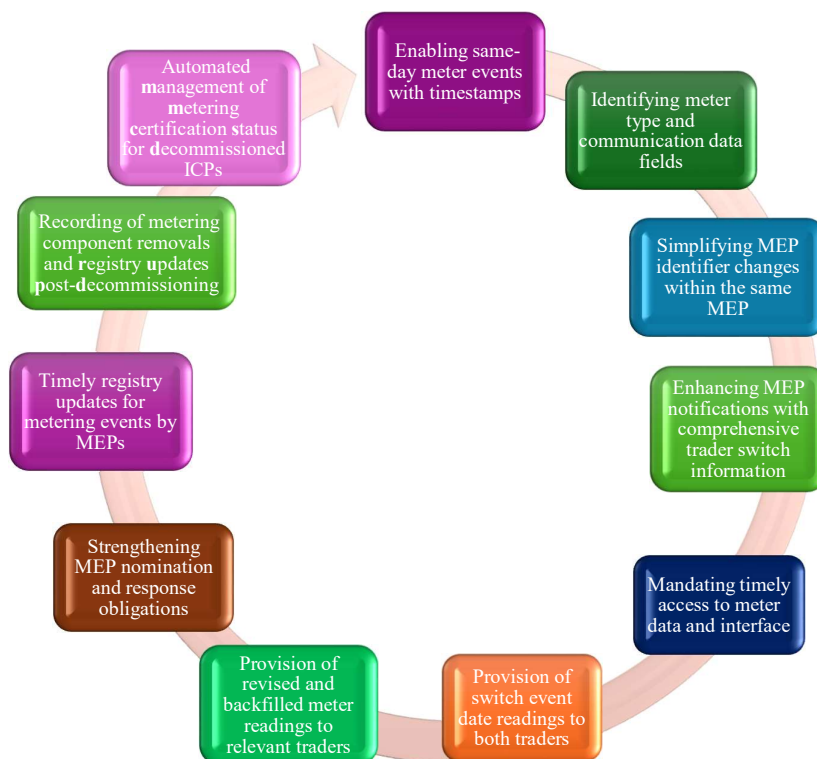 Enabling same-
day meter events
with timestamps
Identifying meter
type and
communication data
fields
Simplifying MEP
identifier changes
within the same
MEP
Enhancing MEP
notifications with
comprehensive
trader switch
information
Mandating timely
access to meter
data and interface
Provision of
switch event
date readings to
both traders
Provision of
revised and
backfilled meter
readings to
relevant traders
Strengthening
MEP nomination
and response
obligations
Timely registry
updates for
metering events by
MEPs
Recording of metering
component removals
and registry updates
post-decommissioning
Automated
management of
metering
certification status
for decommissioned
ICPs